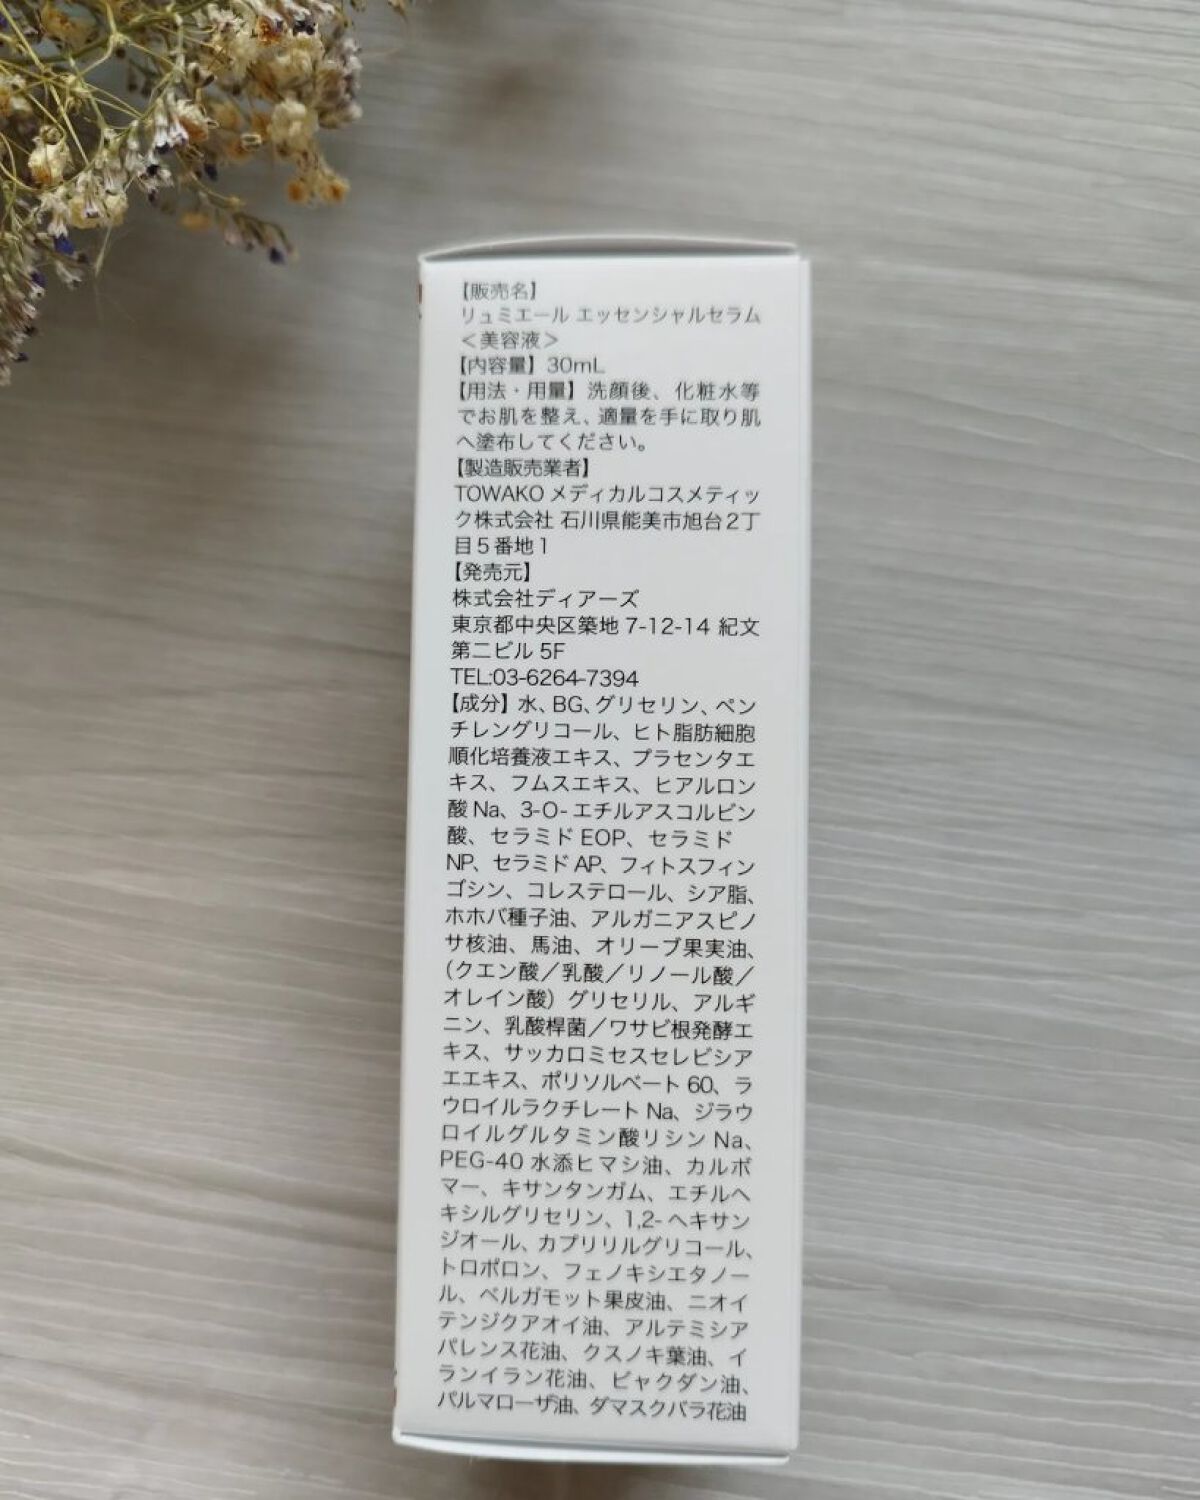 【販売名】
リュミエール エッセンシャルセラム
＜美容液＞
【内容量】30mL
【用法・用量】洗顔後、化粧水等
でお肌を整え、適量を手に取り肌
へ塗布してください。
【製造販売業者】
TOWAKO メディカルコスメティッ
ク株式会社 石川県能美市旭台2丁
目5番地1
【発売元】
株式会社ディアーズ
東京都中央区築地 7-12-14 紀文
第二ビル 5F
TEL:03-6264-7394
【成分】水、BG、グリセリン、ペン
チレングリコール、ヒト脂肪細胞
順化培養液エキス、プラセンタエ
キス、フムスエキス、ヒアルロン
酸 Na、3-O- エチルアスコルビン
酸、セラミド EOP、セラミド
NP、セラミド AP、フィトスフィン
ゴシン、コレステロール、シア脂、
ホホバ種子油、アルガニアスピノ
サ核油、馬油、オリーブ果実油、
（クエン酸／乳酸／リノール酸／
オレイン酸）グリセリル、アルギ
ニン、乳酸桿菌／ワサビ根発酵エ
キス、サッカロミセスセレビシア
エエキス、ポリソルベート 60、ラ
ウロイルラクチレート Na、ジラウ
ロイルグルタミン酸リシン Na、
PEG-40 水添ヒマシ油、カルボ
マー、キサンタンガム、エチルヘ
キシルグリセリン、1,2- ヘキサン
ジオール、カプリリルグリコール、
トロポロン、フェノキシエタノー
ル、ベルガモット果皮油、ニオイ
テンジクアオイ油、アルテミシア
パレンス花油、クスノキ葉油、イ
ランイラン花油、ビャクダン油、
パルマローザ油、ダマスクバラ花油